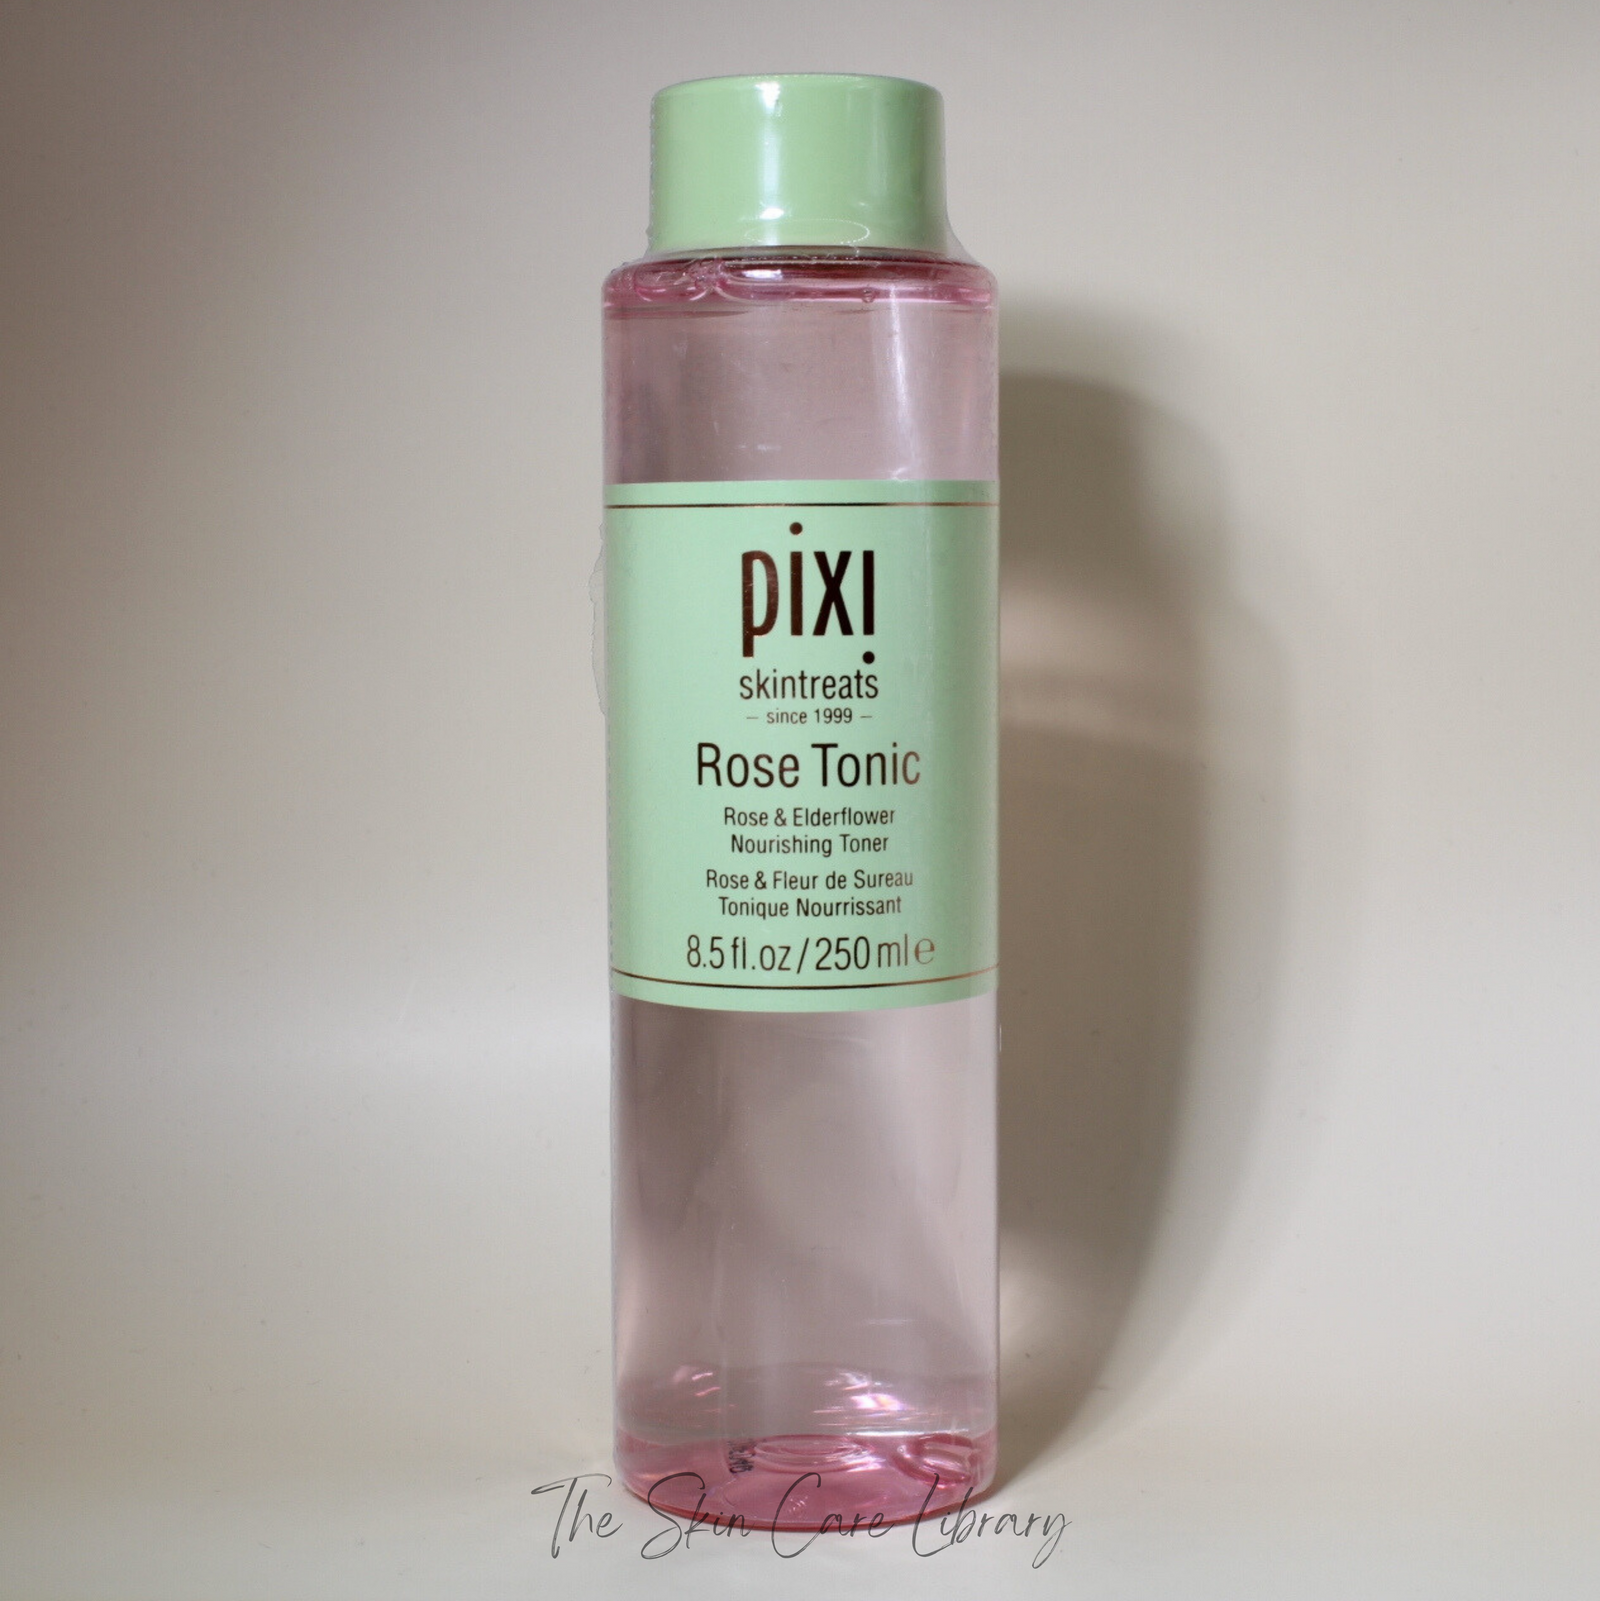 pixi
skintreats
– since 1999 –
Rose Tonic
Rose & Elderflower
Nourishing Toner
Rose & Fleur de Sureau
Tonique Nourrissant
8.5 fl.oz / 250 ml e
The Skin Care Library